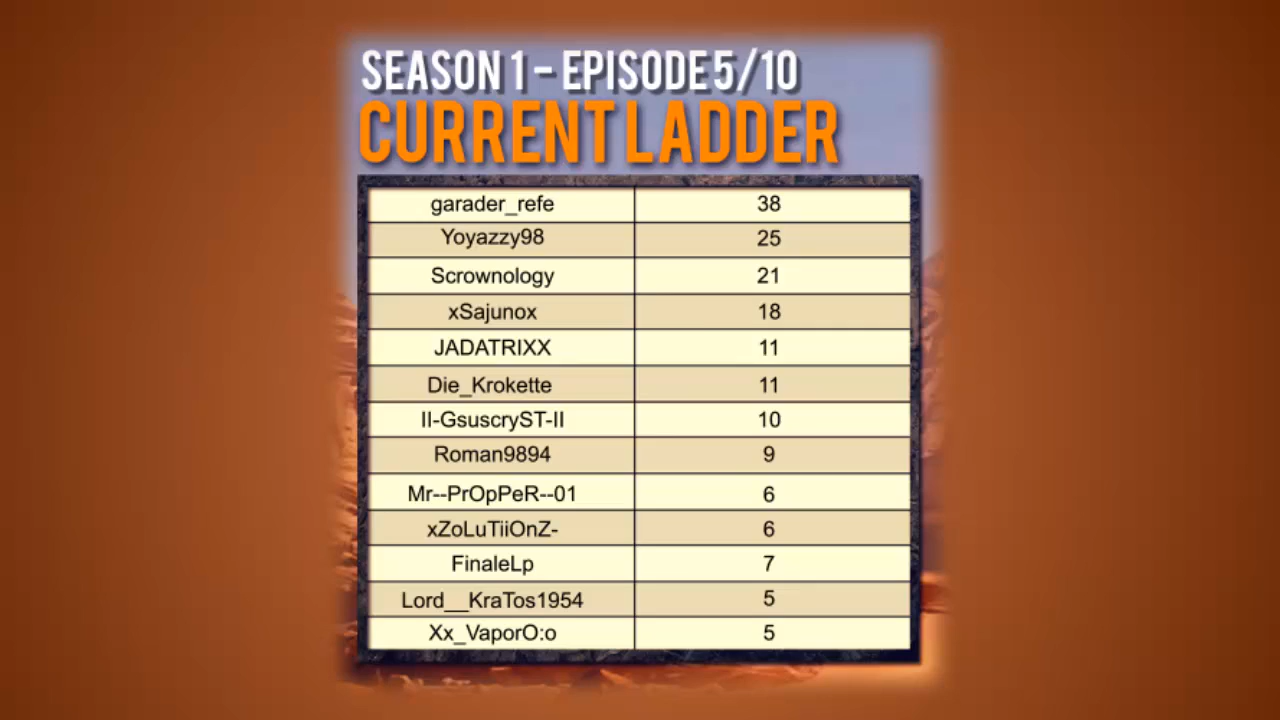 SEASON 1 - EPISODE 5/10
CURRENT LADDER
garader_refe 38
Yoyazzy98 25
Scrownology 21
xSajunox 18
JADATRIXX 11
Die_Krokette 11
II-GsuscryST-II 10
Roman9894 9
Mr--PrOpPeR--01 6
xZoLuTiiOnZ- 6
FinaleLp 7
Lord__KraTos1954 5
Xx_VaporO:o 5